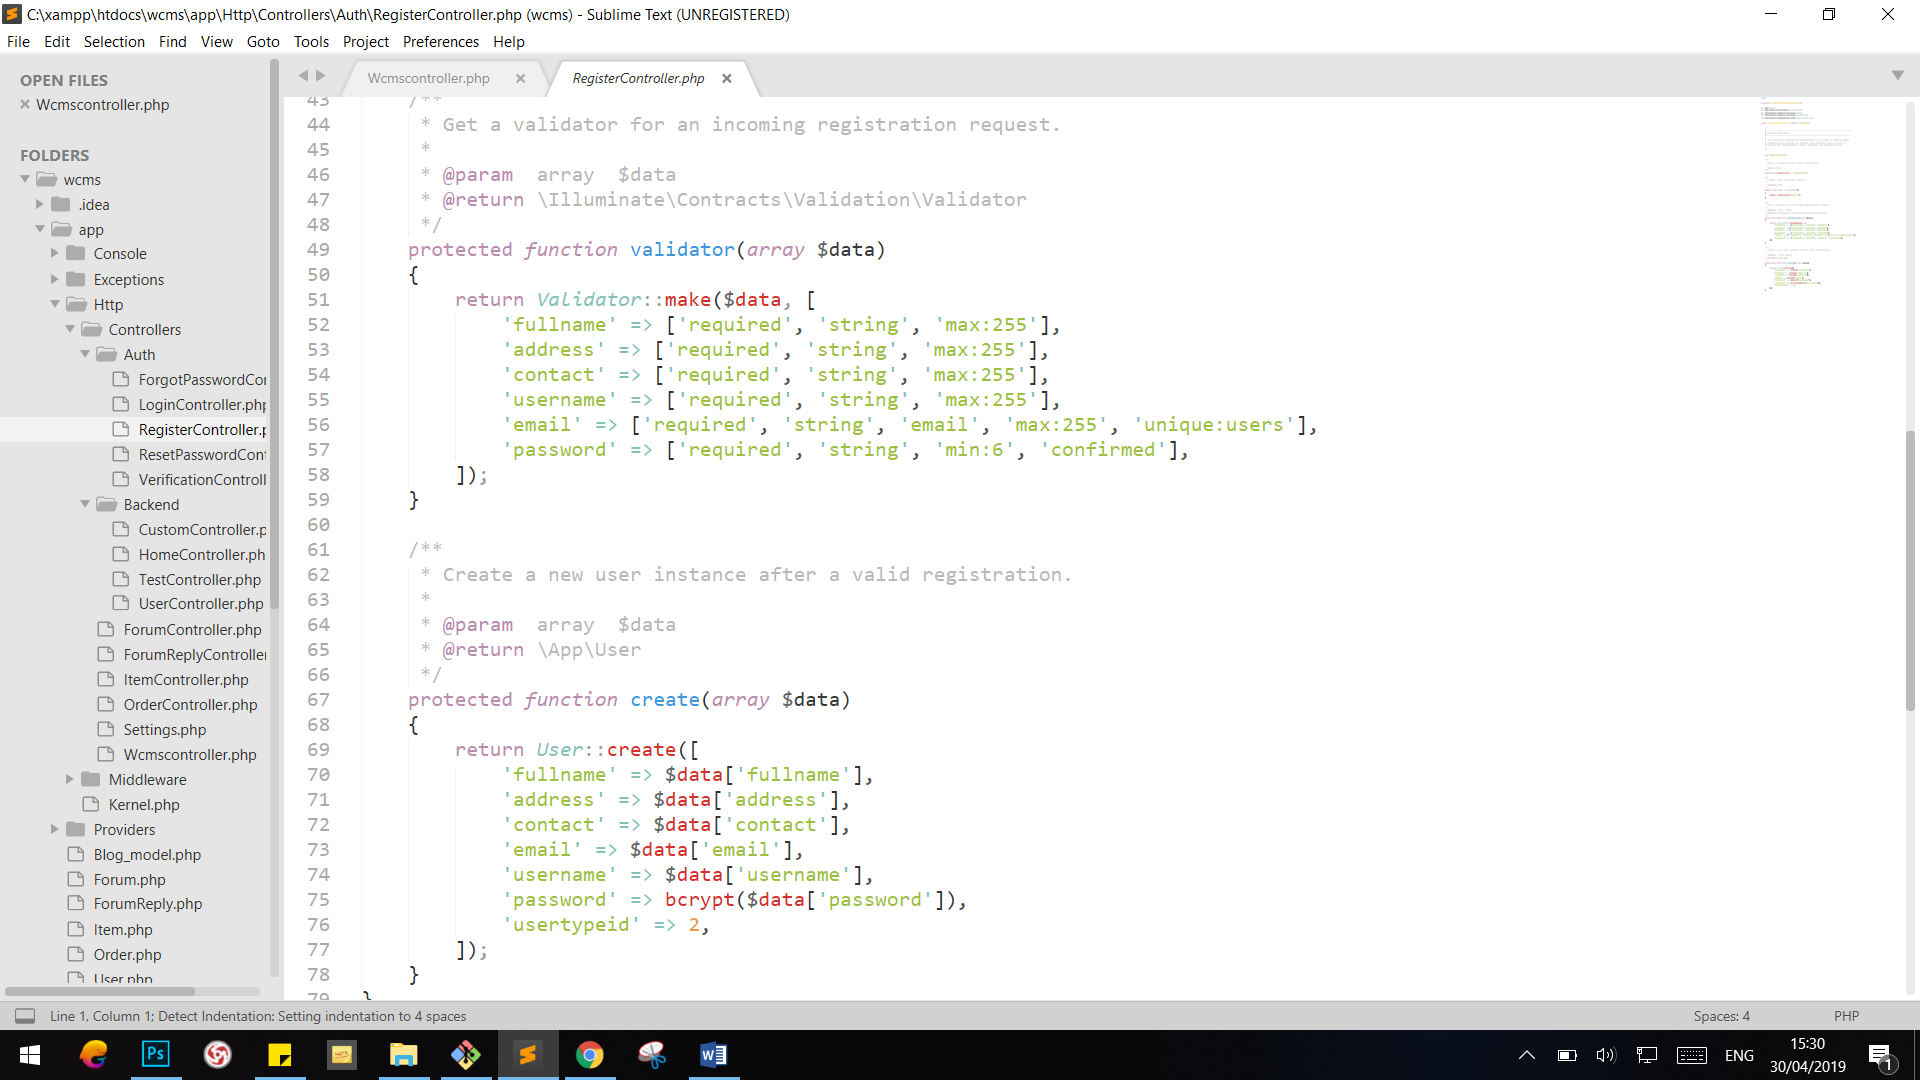 C:\xampp\htdocs\wcms\app\Http\Controllers\Auth\RegisterController.php (wcms) - Sublime Text (UNREGISTERED)
File Edit Selection Find View Goto Tools Project Preferences Help
OPEN FILES
Wcmscontroller.php
FOLDERS
wcms
.idea
app
Console
Exceptions
Http
Controllers
Auth
ForgotPasswordCor
LoginController.php
RegisterController.p
ResetPasswordCont
VerificationControll
Backend
CustomController.p
HomeController.ph
TestController.php
UserController.php
ForumController.php
ForumReplyController
ItemController.php
OrderController.php
Settings.php
Wcmscontroller.php
Middleware
Kernel.php
Providers
Blog_model.php
Forum.php
ForumReply.php
Item.php
Order.php
User.php
Wcmscontroller.php RegisterController.php
43 /**
44 * Get a validator for an incoming registration request.
45 *
46 * @param  array  $data
47 * @return \Illuminate\Contracts\Validation\Validator
48 */
49 protected function validator(array $data)
50 {
51 return Validator::make($data, [
52 'fullname' => ['required', 'string', 'max:255'],
53 'address' => ['required', 'string', 'max:255'],
54 'contact' => ['required', 'string', 'max:255'],
55 'username' => ['required', 'string', 'max:255'],
56 'email' => ['required', 'string', 'email', 'max:255', 'unique:users'],
57 'password' => ['required', 'string', 'min:6', 'confirmed'],
58 ]);
59 }
60
61 /**
62 * Create a new user instance after a valid registration.
63 *
64 * @param  array  $data
65 * @return \App\User
66 */
67 protected function create(array $data)
68 {
69 return User::create([
70 'fullname' => $data['fullname'],
71 'address' => $data['address'],
72 'contact' => $data['contact'],
73 'email' => $data['email'],
74 'username' => $data['username'],
75 'password' => bcrypt($data['password']),
76 'usertypeid' => 2,
77 ]);
78 }
79 }
Line 1, Column 1; Detect Indentation: Setting indentation to 4 spaces
Spaces: 4 PHP
Ps
ENG
15:30
30/04/2019
1